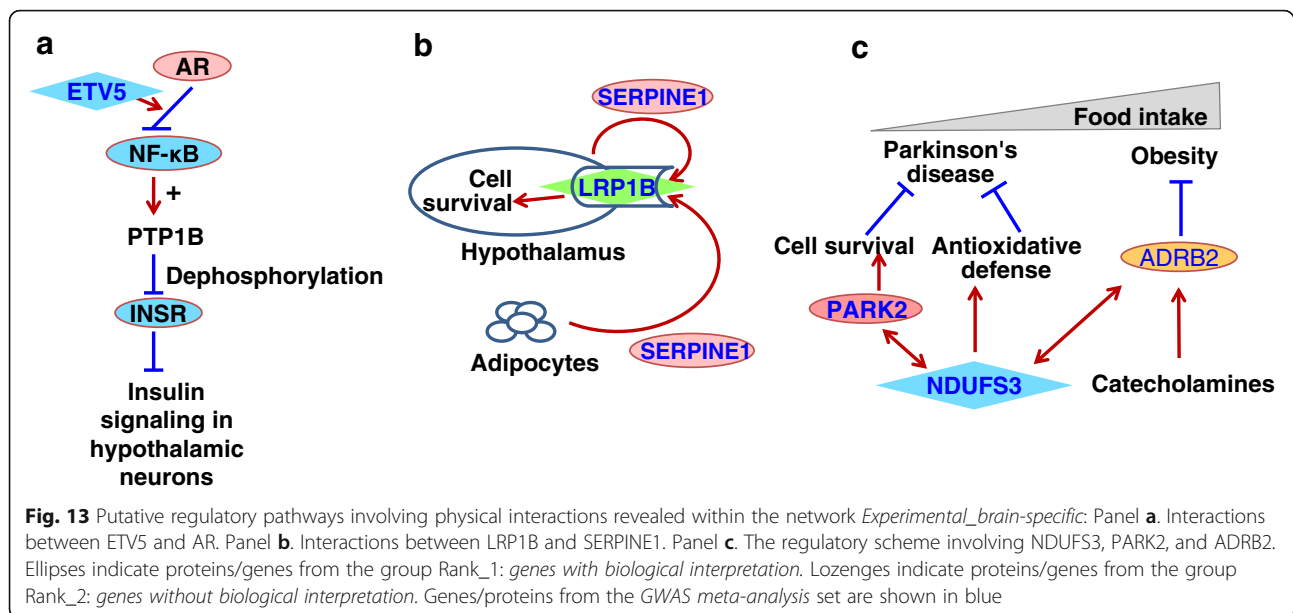 a
AR
ETV5
NF-κB
+
PTP1B
Dephosphorylation
INSR
Insulin
signaling in
hypothalamic
neurons
b
SERPINE1
Cell
survival
LRP1B
Hypothalamus
Adipocytes
SERPINE1
c
Food intake
Parkinson's
disease
Obesity
Cell survival
Antioxidative
defense
ADRB2
PARK2
NDUFS3
Catecholamines
Fig. 13 Putative regulatory pathways involving physical interactions revealed within the network Experimental_brain-specific: Panel a. Interactions
between ETV5 and AR. Panel b. Interactions between LRP1B and SERPINE1. Panel c. The regulatory scheme involving NDUFS3, PARK2, and ADRB2.
Ellipses indicate proteins/genes from the group Rank_1: genes with biological interpretation. Lozenges indicate proteins/genes from the group
Rank_2: genes without biological interpretation. Genes/proteins from the GWAS meta-analysis set are shown in blue